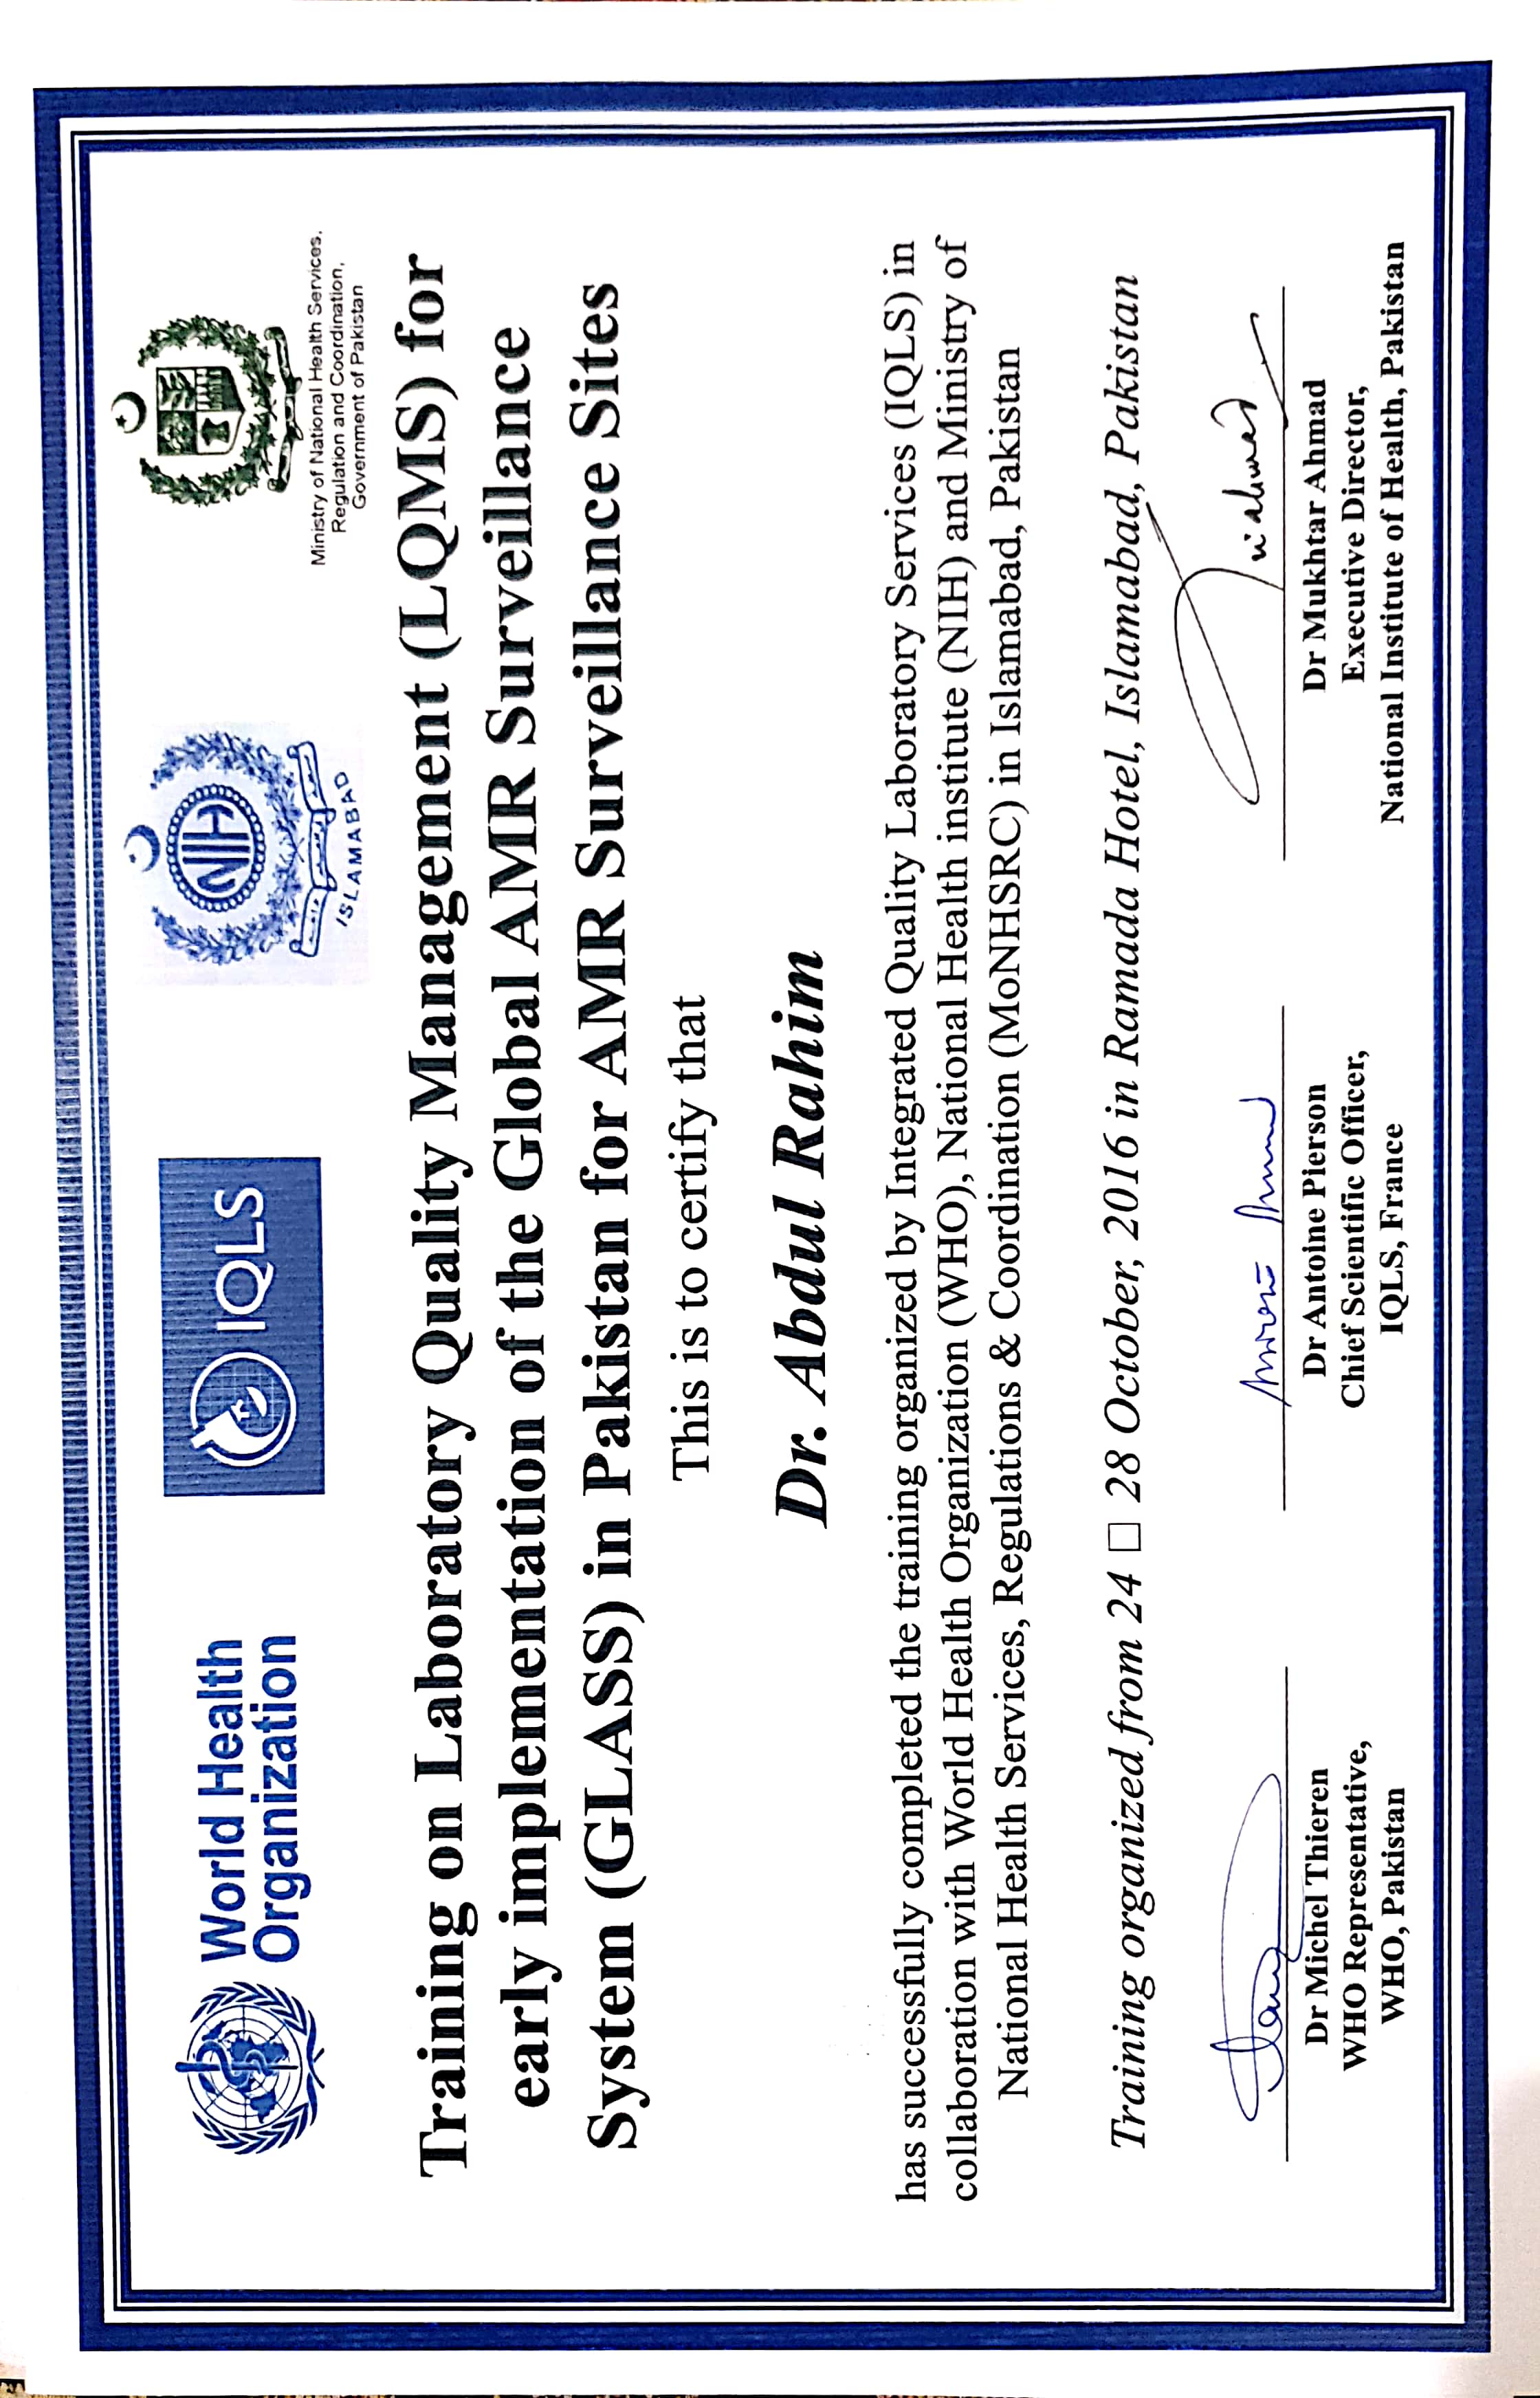 World Health
Organization
IQLS
NIH
ISLAMABAD
Ministry of National Health Services,
Regulation and Coordination,
Government of Pakistan
Training on Laboratory Quality Management (LQMS) for
early implementation of the Global AMR Surveillance
System (GLASS) in Pakistan for AMR Surveillance Sites
This is to certify that
Dr. Abdul Rahim
has successfully completed the training organized by Integrated Quality Laboratory Services (IQLS) in
collaboration with World Health Organization (WHO), National Health institute (NIH) and Ministry of
National Health Services, Regulations & Coordination (MoNHSRC) in Islamabad, Pakistan
Training organized from 24 □ 28 October, 2016 in Ramada Hotel, Islamabad, Pakistan
Dr Michel Thieren
WHO Representative,
WHO, Pakistan
Dr Antoine Pierson
Chief Scientific Officer,
IQLS, France
Dr Mukhtar Ahmad
Executive Director,
National Institute of Health, Pakistan